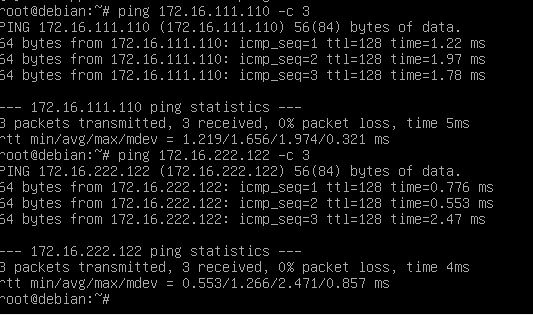 root@debian:~# ping 172.16.111.110 -c 3
PING 172.16.111.110 (172.16.111.110) 56(84) bytes of data.
64 bytes from 172.16.111.110: icmp_seq=1 ttl=128 time=1.22 ms
64 bytes from 172.16.111.110: icmp_seq=2 ttl=128 time=1.97 ms
64 bytes from 172.16.111.110: icmp_seq=3 ttl=128 time=1.78 ms

--- 172.16.111.110 ping statistics ---
3 packets transmitted, 3 received, 0% packet loss, time 5ms
rtt min/avg/max/mdev = 1.219/1.656/1.974/0.321 ms
root@debian:~# ping 172.16.222.122 -c 3
PING 172.16.222.122 (172.16.222.122) 56(84) bytes of data.
64 bytes from 172.16.222.122: icmp_seq=1 ttl=128 time=0.776 ms
64 bytes from 172.16.222.122: icmp_seq=2 ttl=128 time=0.553 ms
64 bytes from 172.16.222.122: icmp_seq=3 ttl=128 time=2.47 ms

--- 172.16.222.122 ping statistics ---
3 packets transmitted, 3 received, 0% packet loss, time 4ms
rtt min/avg/max/mdev = 0.553/1.266/2.471/0.857 ms
root@debian:~#